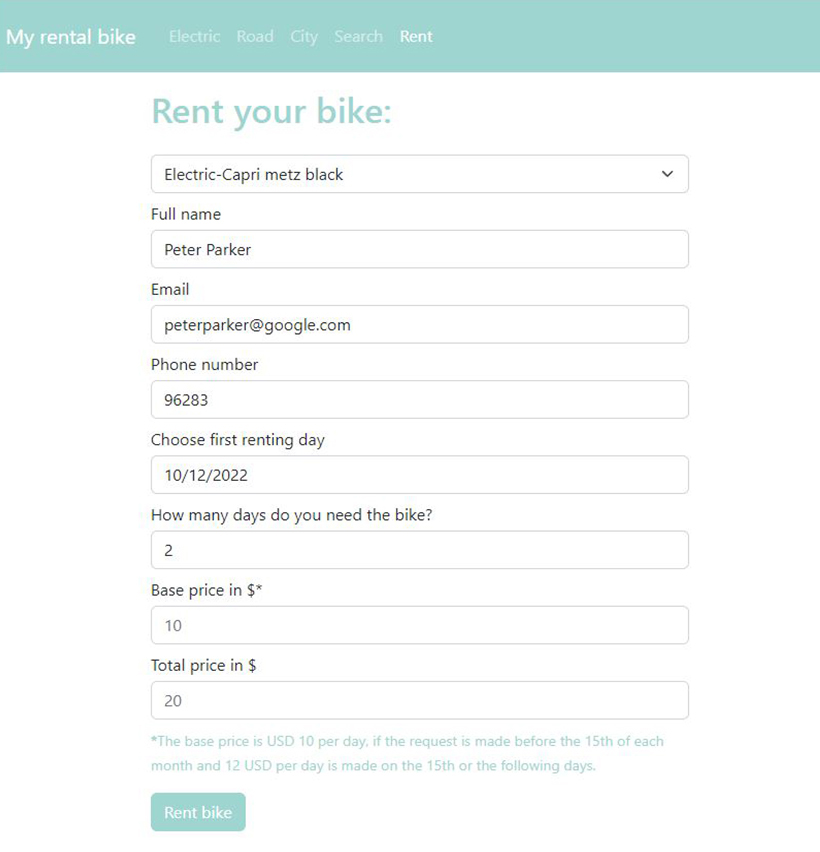 My rental bike Electric Road City Search Rent
Rent your bike:
Electric-Capri metz black
Full name
Peter Parker
Email
peterparker@google.com
Phone number
96283
Choose first renting day
10/12/2022
How many days do you need the bike?
2
Base price in $*
10
Total price in $
20
*The base price is USD 10 per day, if the request is made before the 15th of each
month and 12 USD per day is made on the 15th or the following days.
Rent bike